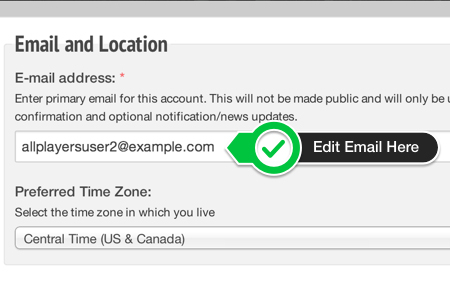 Email and Location
E-mail address: *
Enter primary email for this account. This will not be made public and will only be
confirmation and optional notification/news updates.
allplayersuser2@example.com
Edit Email Here
Preferred Time Zone:
Select the time zone in which you live
Central Time (US & Canada)